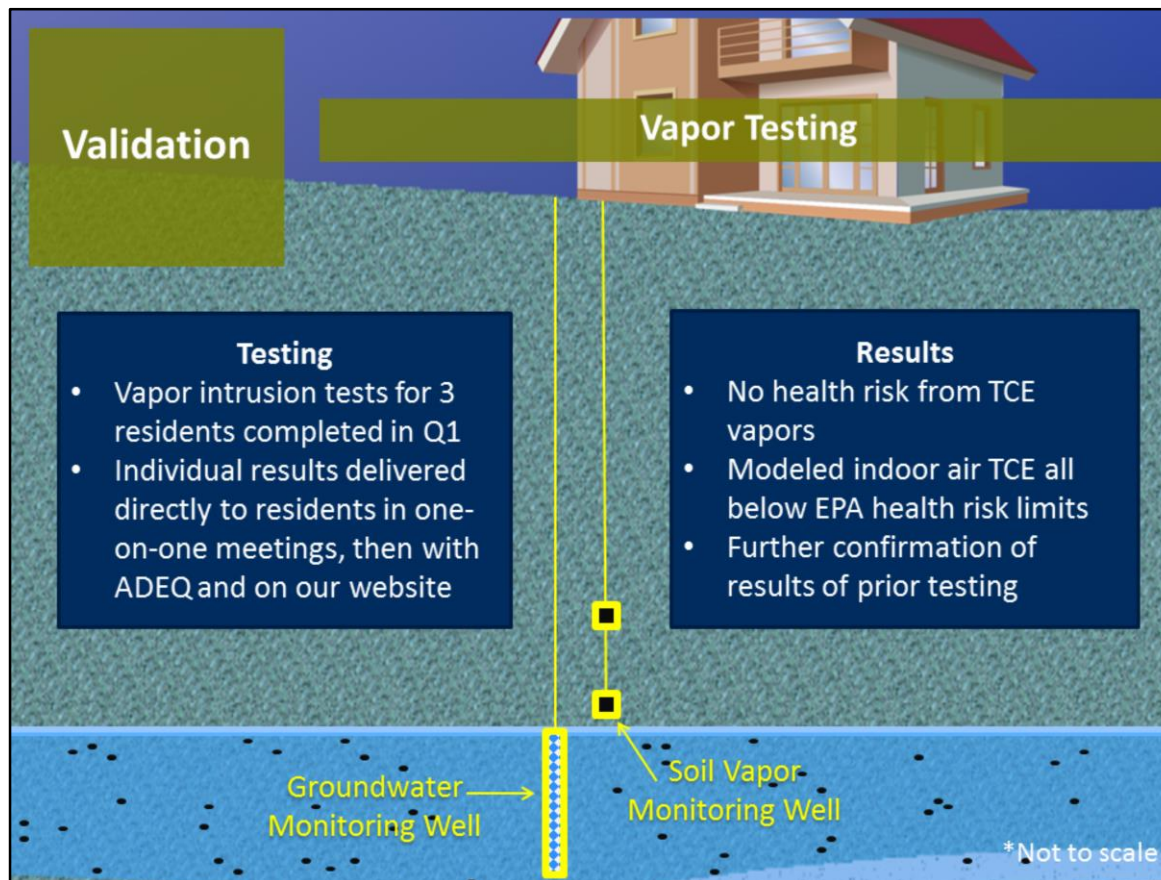 Validation
Vapor Testing
Testing
• Vapor intrusion tests for 3
residents completed in Q1
• Individual results delivered
directly to residents in one-
on-one meetings, then with
ADEQ and on our website
Results
• No health risk from TCE
vapors
• Modeled indoor air TCE all
below EPA health risk limits
• Further confirmation of
results of prior testing
Groundwater
Monitoring Well
Soil Vapor
Monitoring Well
*Not to scale